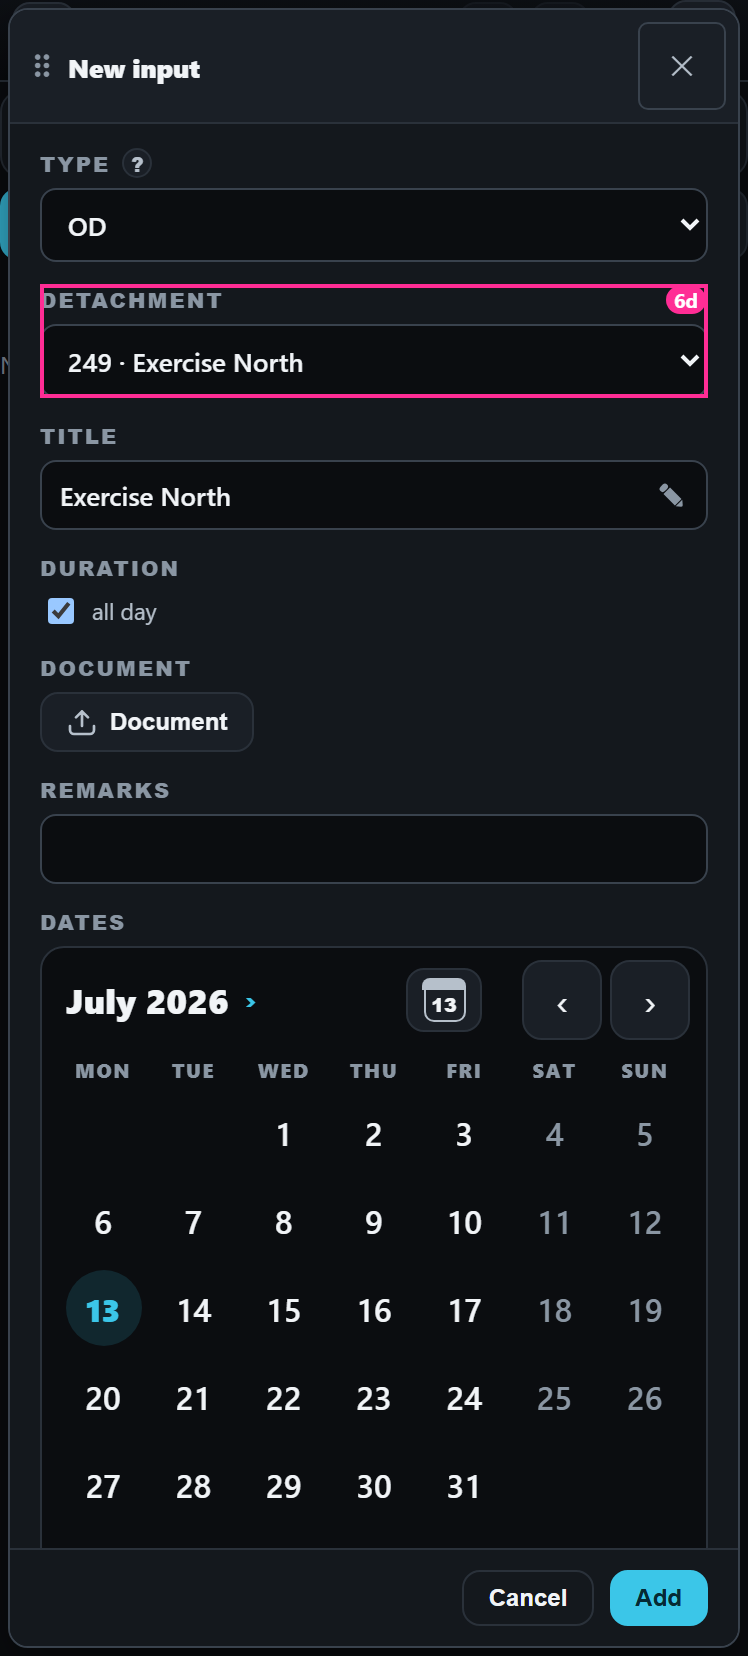 New input
TYPE ?
OD
DETACHMENT 6d
249 · Exercise North
TITLE
Exercise North
DURATION
all day
DOCUMENT
Document
REMARKS
DATES
July 2026 › 13 ‹ ›
MON TUE WED THU FRI SAT SUN
1 2 3 4 5
6 7 8 9 10 11 12
13 14 15 16 17 18 19
20 21 22 23 24 25 26
27 28 29 30 31
Cancel Add